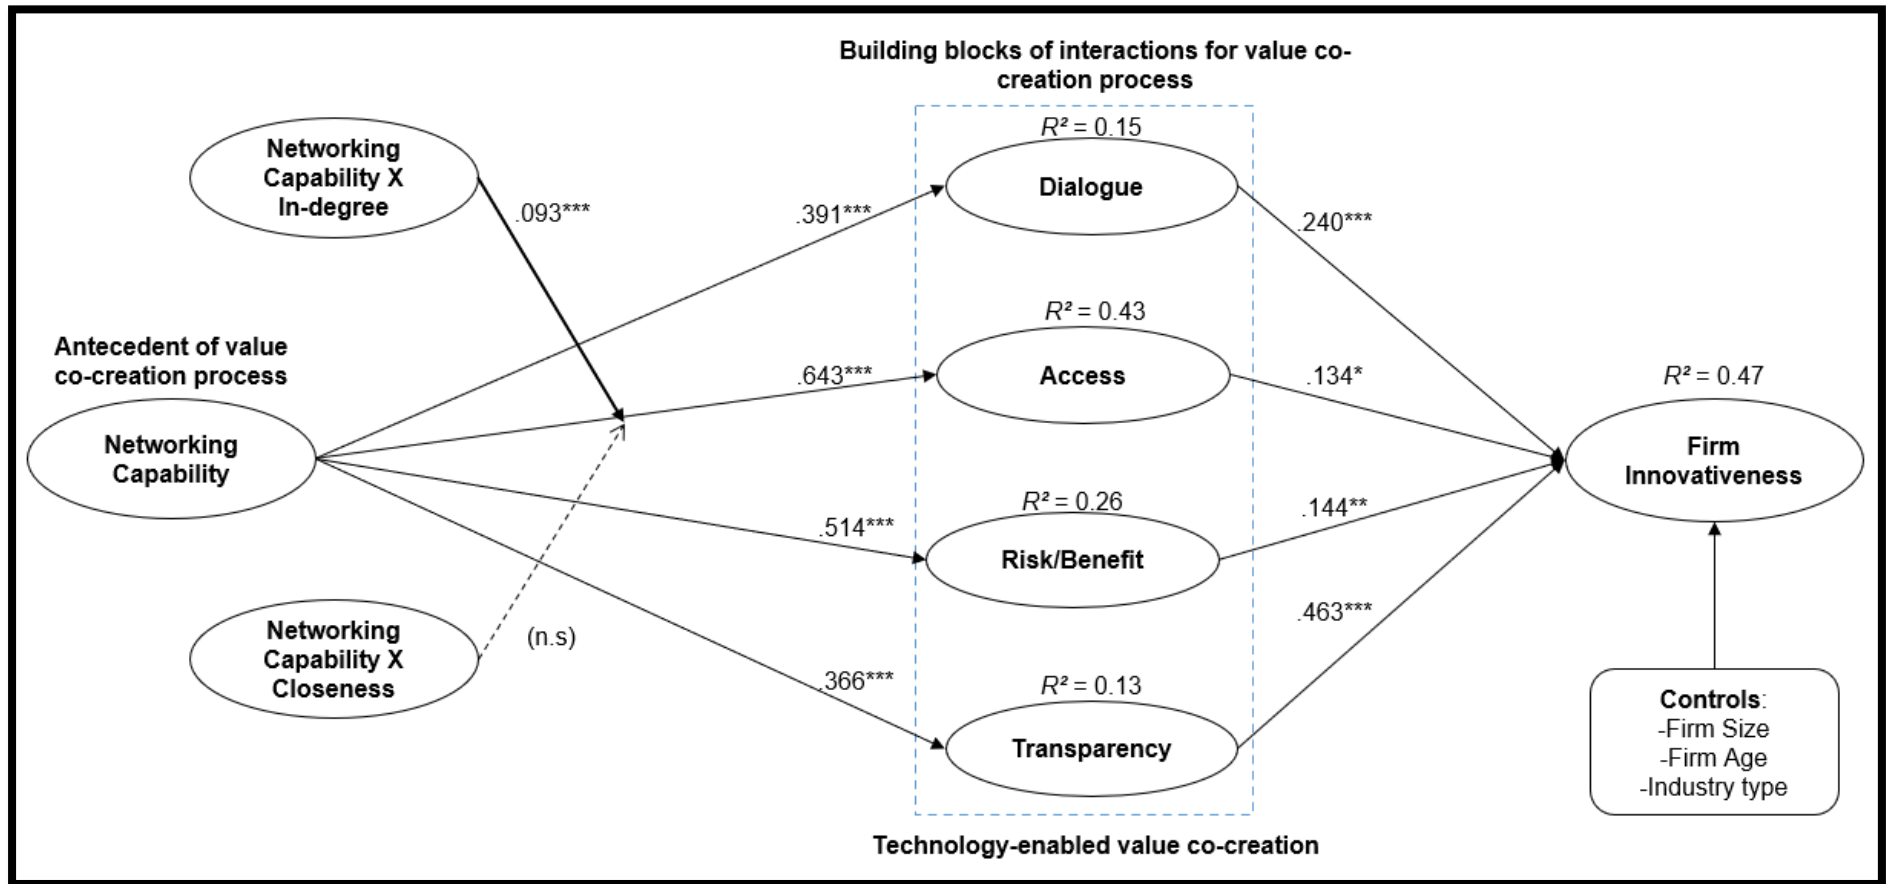 Building blocks of interactions for value co-
creation process
R² = 0.15
Networking
Capability X
In-degree
Dialogue
.093***
.391***
.240***
R² = 0.43
Antecedent of value
co-creation process
.643***
Access
.134*
R² = 0.47
Networking
Capability
Firm
Innovativeness
R² = 0.26
.514***
.144**
Risk/Benefit
Networking
Capability X
Closeness
(n.s)
.463***
.366***
R² = 0.13
Transparency
Controls:
-Firm Size
-Firm Age
-Industry type
Technology-enabled value co-creation